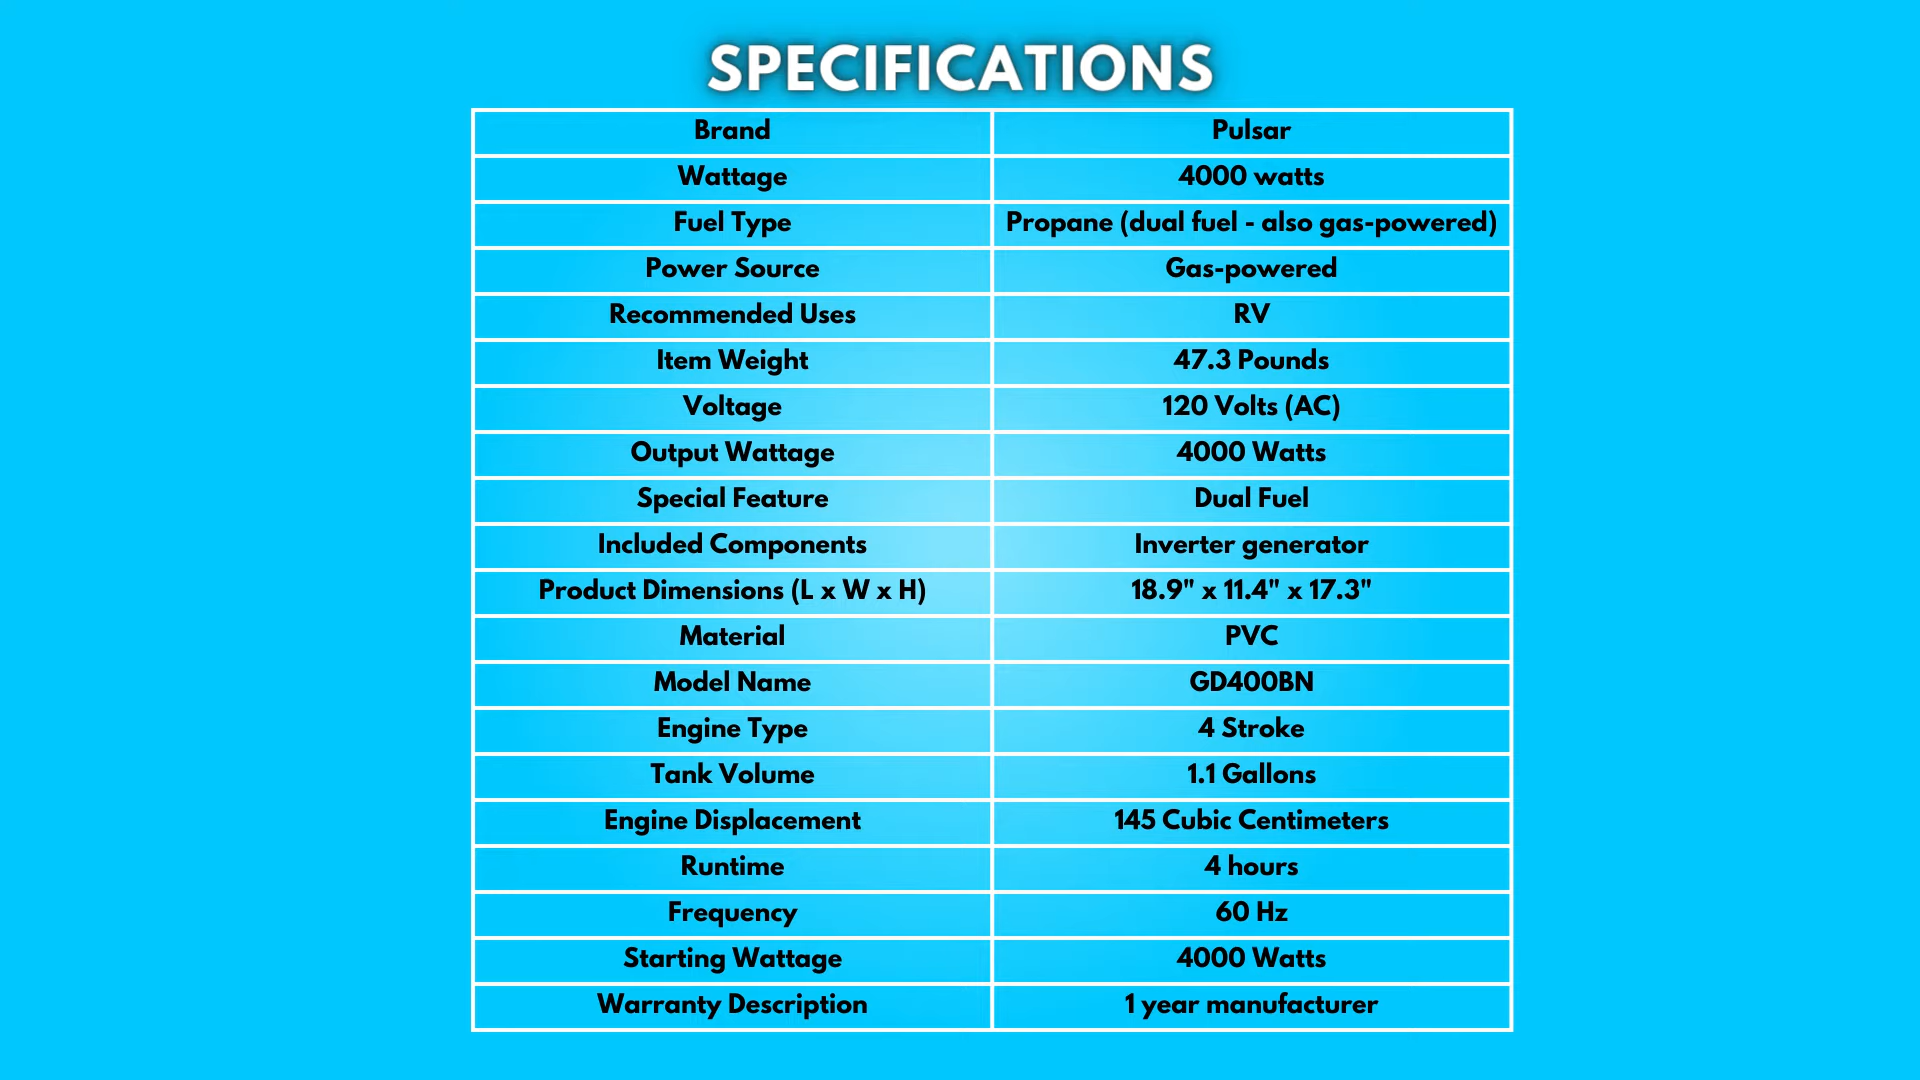 SPECIFICATIONS
Brand Pulsar
Wattage 4000 watts
Fuel Type Propane (dual fuel - also gas-powered)
Power Source Gas-powered
Recommended Uses RV
Item Weight 47.3 Pounds
Voltage 120 Volts (AC)
Output Wattage 4000 Watts
Special Feature Dual Fuel
Included Components Inverter generator
Product Dimensions (L x W x H) 18.9" x 11.4" x 17.3"
Material PVC
Model Name GD400BN
Engine Type 4 Stroke
Tank Volume 1.1 Gallons
Engine Displacement 145 Cubic Centimeters
Runtime 4 hours
Frequency 60 Hz
Starting Wattage 4000 Watts
Warranty Description 1 year manufacturer